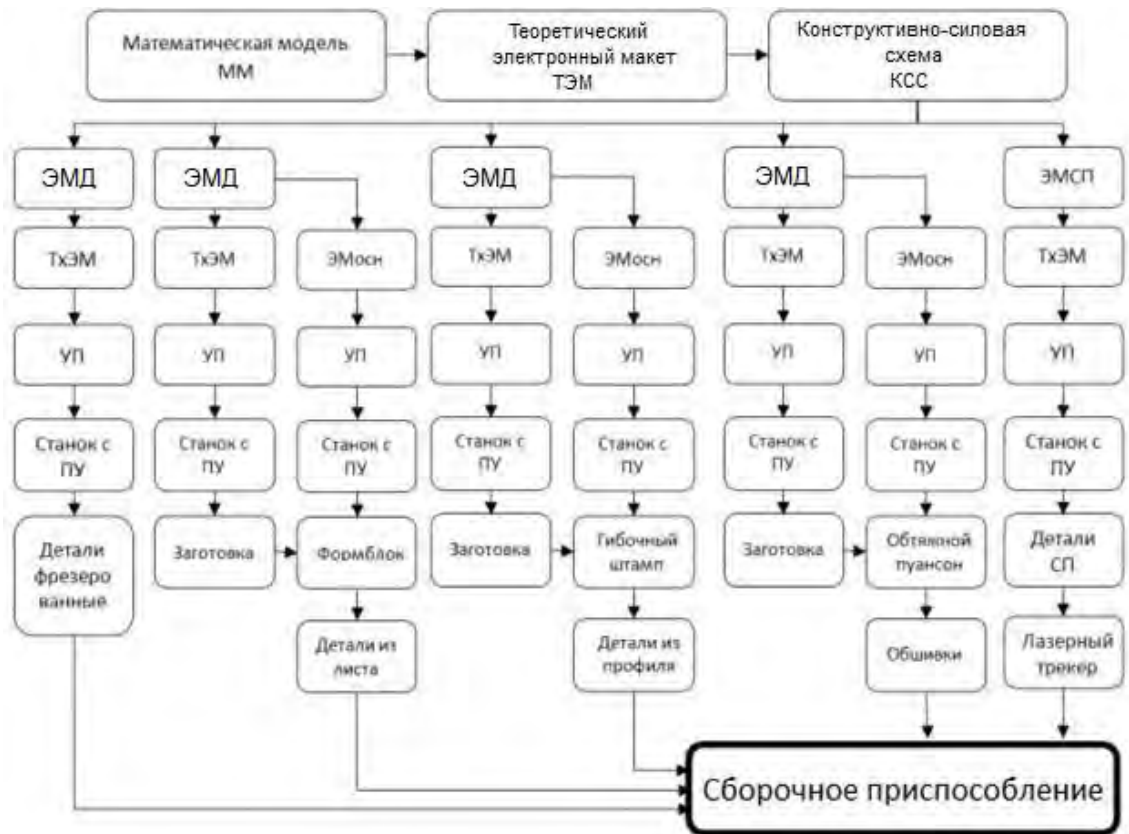 Математическая модель
ММ
Теоретический
электронный макет
ТЭМ
Конструктивно-силовая
схема
КСС
ЭМД
ЭМД
ЭМД
ЭМД
ЭМСП
ТхЭМ
ТхЭМ
ЭМосн
ТхЭМ
ЭМосн
ТхЭМ
ЭМосн
ТхЭМ
УП
УП
УП
УП
УП
УП
УП
УП
Станок с
ПУ
Станок с
ПУ
Станок с
ПУ
Станок с
ПУ
Станок с
ПУ
Станок с
ПУ
Станок с
ПУ
Станок с
ПУ
Детали
фрезеро
ванные
Заготовка
Формблок
Заготовка
Гибочный
штамп
Заготовка
Обтяжной
пуансон
Детали
СП
Детали из
листа
Детали из
профиля
Обшивки
Лазерный
трекер
Сборочное приспособление